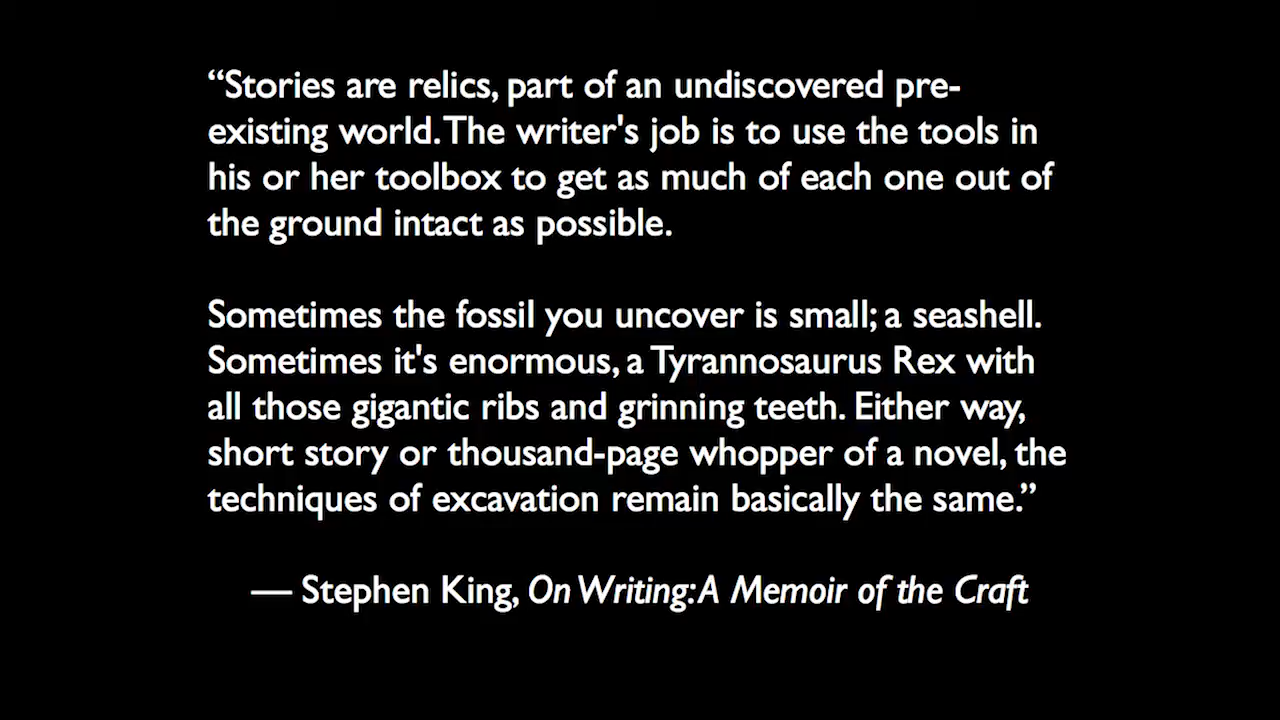 “Stories are relics, part of an undiscovered pre-
existing world. The writer's job is to use the tools in
his or her toolbox to get as much of each one out of
the ground intact as possible.
Sometimes the fossil you uncover is small; a seashell.
Sometimes it's enormous, a Tyrannosaurus Rex with
all those gigantic ribs and grinning teeth. Either way,
short story or thousand-page whopper of a novel, the
techniques of excavation remain basically the same.”
— Stephen King, On Writing: A Memoir of the Craft